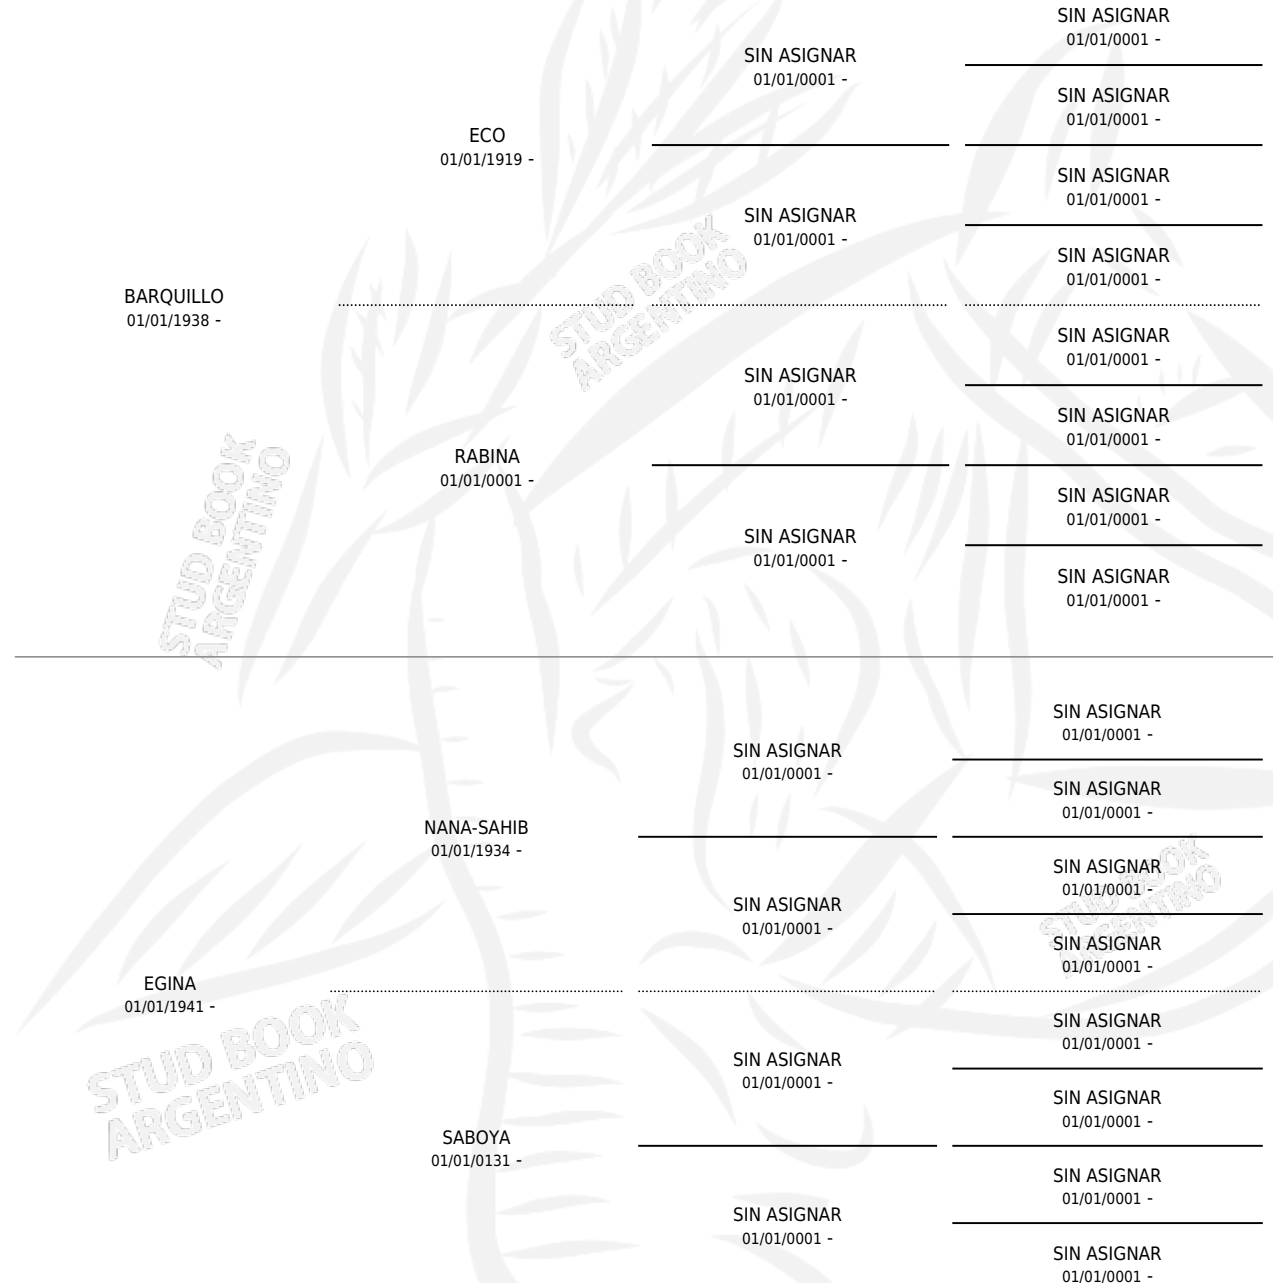 SIN ASIGNAR
01/01/0001 -
SIN ASIGNAR
01/01/0001 -
SIN ASIGNAR
01/01/0001 -
ECO
01/01/1919 -
SIN ASIGNAR
01/01/0001 -
SIN ASIGNAR
01/01/0001 -
SIN ASIGNAR
01/01/0001 -
STUD BOOK
ARGENTINO
BARQUILLO
01/01/1938 -
SIN ASIGNAR
01/01/0001 -
SIN ASIGNAR
01/01/0001 -
SIN ASIGNAR
01/01/0001 -
RABINA
01/01/0001 -
STUD BOOK
ARGENTINO
SIN ASIGNAR
01/01/0001 -
SIN ASIGNAR
01/01/0001 -
SIN ASIGNAR
01/01/0001 -
SIN ASIGNAR
01/01/0001 -
SIN ASIGNAR
01/01/0001 -
SIN ASIGNAR
01/01/0001 -
NANA-SAHIB
01/01/1934 -
SIN ASIGNAR
01/01/0001 -
SIN ASIGNAR
01/01/0001 -
STUD BOOK
ARGENTINO
SIN ASIGNAR
01/01/0001 -
EGINA
01/01/1941 -
STUD BOOK
ARGENTINO
SIN ASIGNAR
01/01/0001 -
SIN ASIGNAR
01/01/0001 -
SIN ASIGNAR
01/01/0001 -
SABOYA
01/01/0131 -
SIN ASIGNAR
01/01/0001 -
SIN ASIGNAR
01/01/0001 -
SIN ASIGNAR
01/01/0001 -